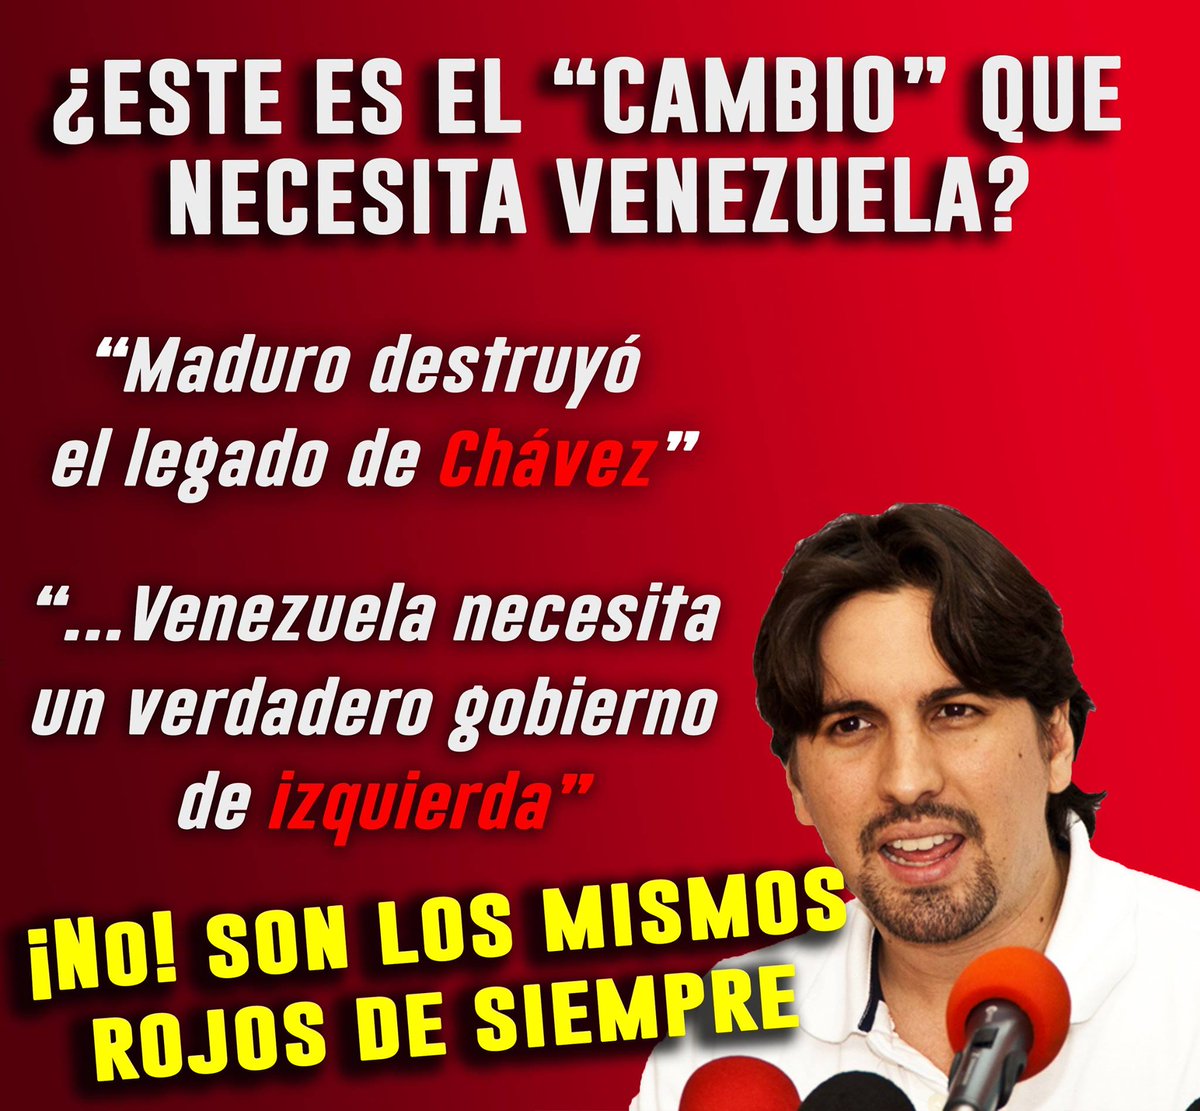 ¿ESTE ES EL “CAMBIO” QUE
NECESITA VENEZUELA?
“Maduro destruyó
el legado de Chávez”
“...Venezuela necesita
un verdadero gobierno
de izquierda”
¡No! SON LOS MISMOS
ROJOS DE SIEMPRE